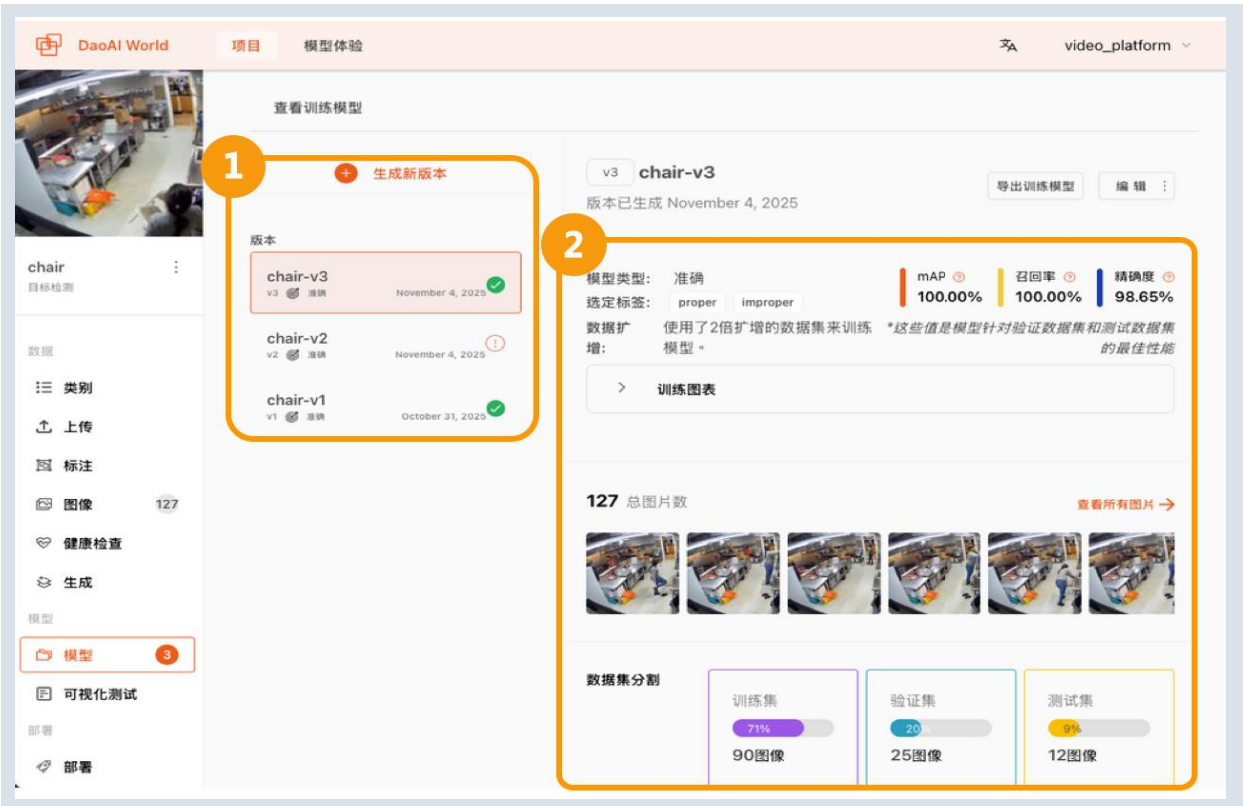 DaoAI World
项目
模型体验
video_platform
查看训练模型
1
生成新版本
版本
chair-v3
v3 准确 November 4, 2025
chair-v2
v2 准确 November 4, 2025
chair-v1
v1 准确 October 31, 2025
chair
目标检测
数据
类别
上传
标注
图像 127
健康检查
生成
模型
模型 3
可视化测试
部署
部署
v3 chair-v3
版本已生成 November 4, 2025
导出训练模型
编辑
2
模型类型: 准确
选定标签: proper improper
数据扩增: 使用了2倍扩增的数据集来训练
模型。
mAP
100.00%
召回率
100.00%
精确度
98.65%
*这些值是模型针对验证数据集和测试数据集
的最佳性能
训练图表
127 总图片数
查看所有图片
数据集分割
训练集
71%
90图像
验证集
20
25图像
测试集
9%
12图像